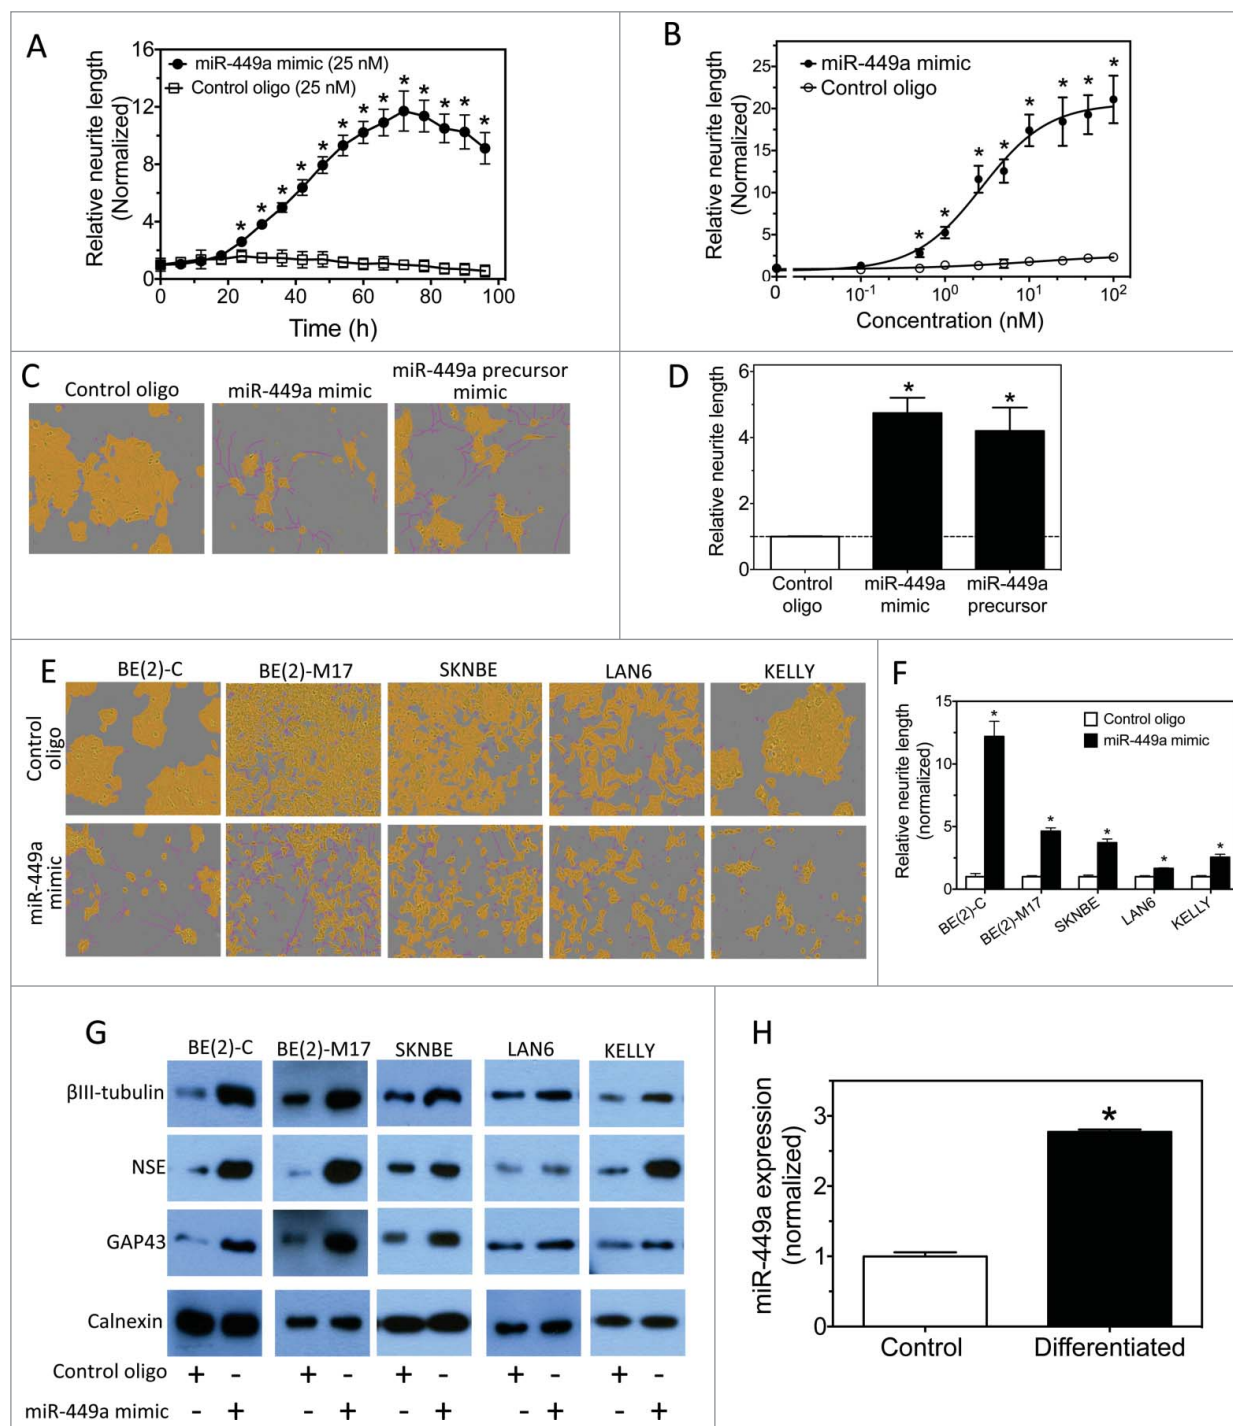 A
Relative neurite length
(Normalized)
16
12
8
4
1
0
miR-449a mimic (25 nM)
Control oligo (25 nM)
* * * * * * * * * * * * *
0 20 40 60 80 100
Time (h)
B
Relative neurite length
(Normalized)
25
20
15
10
5
1
0
miR-449a mimic
Control oligo
* * * * * * * *
0 10-1 100 101 102
Concentration (nM)
C
Control oligo
miR-449a mimic
miR-449a precursor
mimic
D
Relative neurite length
6
4
2
0
* *
Control
oligo
miR-449a
mimic
miR-449a
precursor
E
BE(2)-C BE(2)-M17 SKNBE LAN6 KELLY
Control
oligo
miR-449a
mimic
F
Relative neurite length
(normalized)
15
10
5
0
Control oligo
miR-449a mimic
* * * * *
BE(2)-C BE(2)-M17 SKNBE LAN6 KELLY
G
BE(2)-C BE(2)-M17 SKNBE LAN6 KELLY
βIII-tubulin
NSE
GAP43
Calnexin
Control oligo + - + - + - + - + -
miR-449a mimic - + - + - + - + - +
H
miR-449a expression
(normalized)
3
2
1
0
*
Control Differentiated